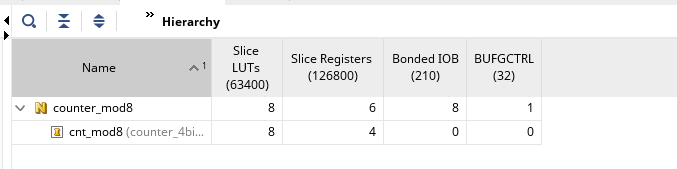 Hierarchy
Name 1 Slice LUTs (63400) Slice Registers (126800) Bonded IOB (210) BUFGCTRL (32)
counter_mod8 8 6 8 1
cnt_mod8 (counter_4bi... 8 4 0 0